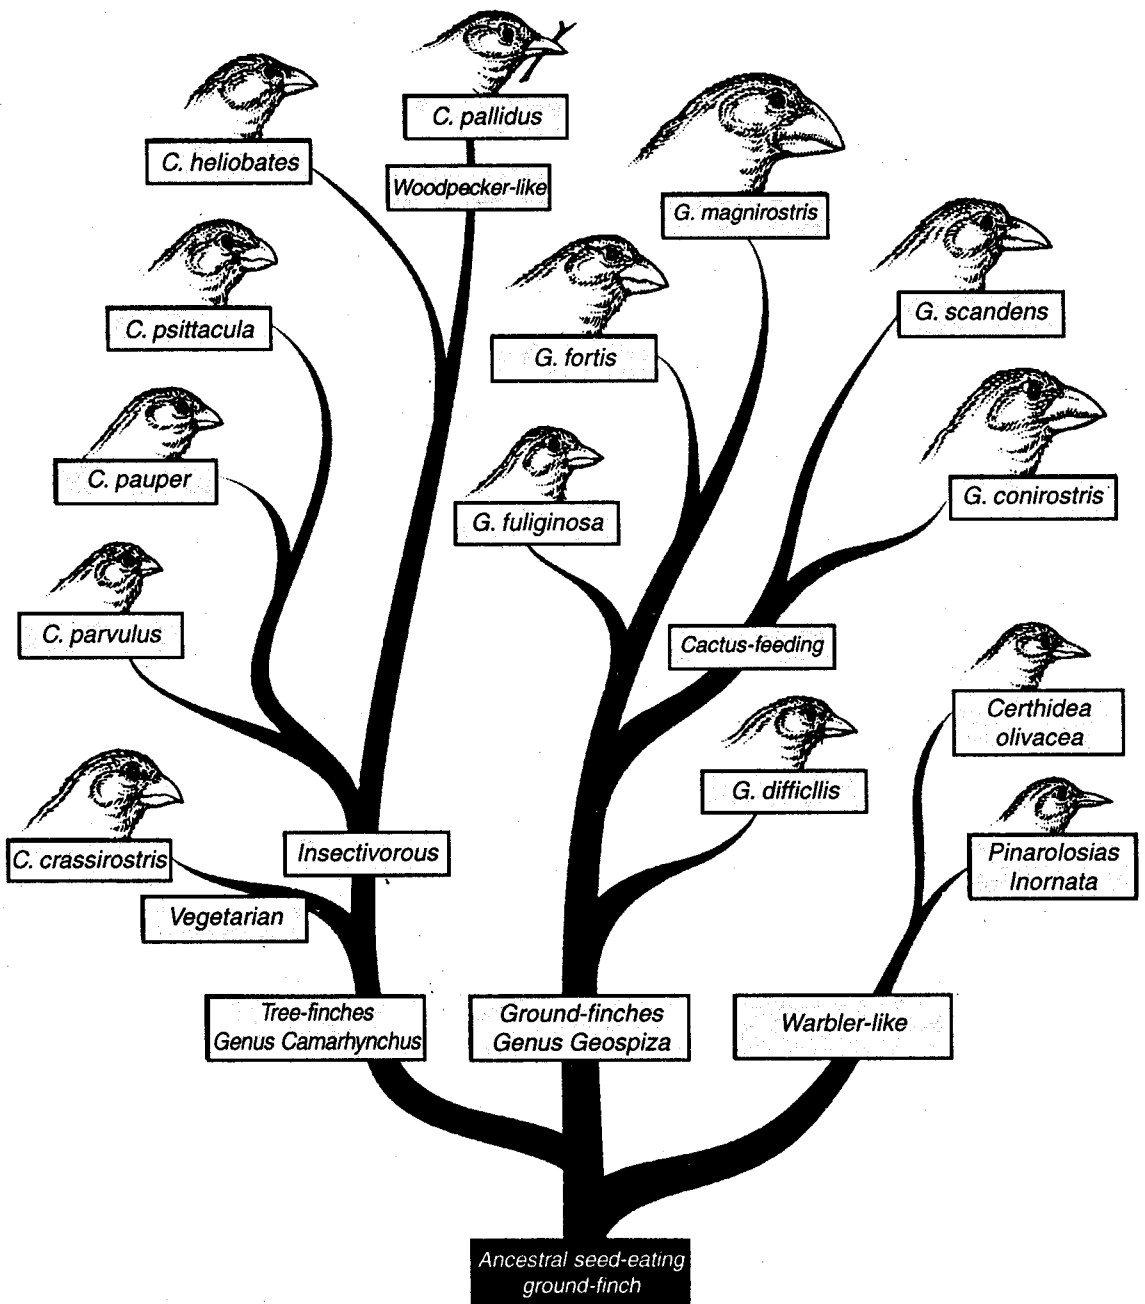 C. pallidus
C. heliobates
Woodpecker-like
G. magnirostris
G. scandens
C. psittacula
G. fortis
C. pauper
G. conirostris
G. fuliginosa
C. parvulus
Cactus-feeding
Certhidea
olivacea
G. difficllis
C. crassirostris
Insectivorous
Pinarolosias
Inornata
Vegetarian
Tree-finches
Genus Camarhynchus
Ground-finches
Genus Geospiza
Warbler-like
Ancestral seed-eating
ground-finch